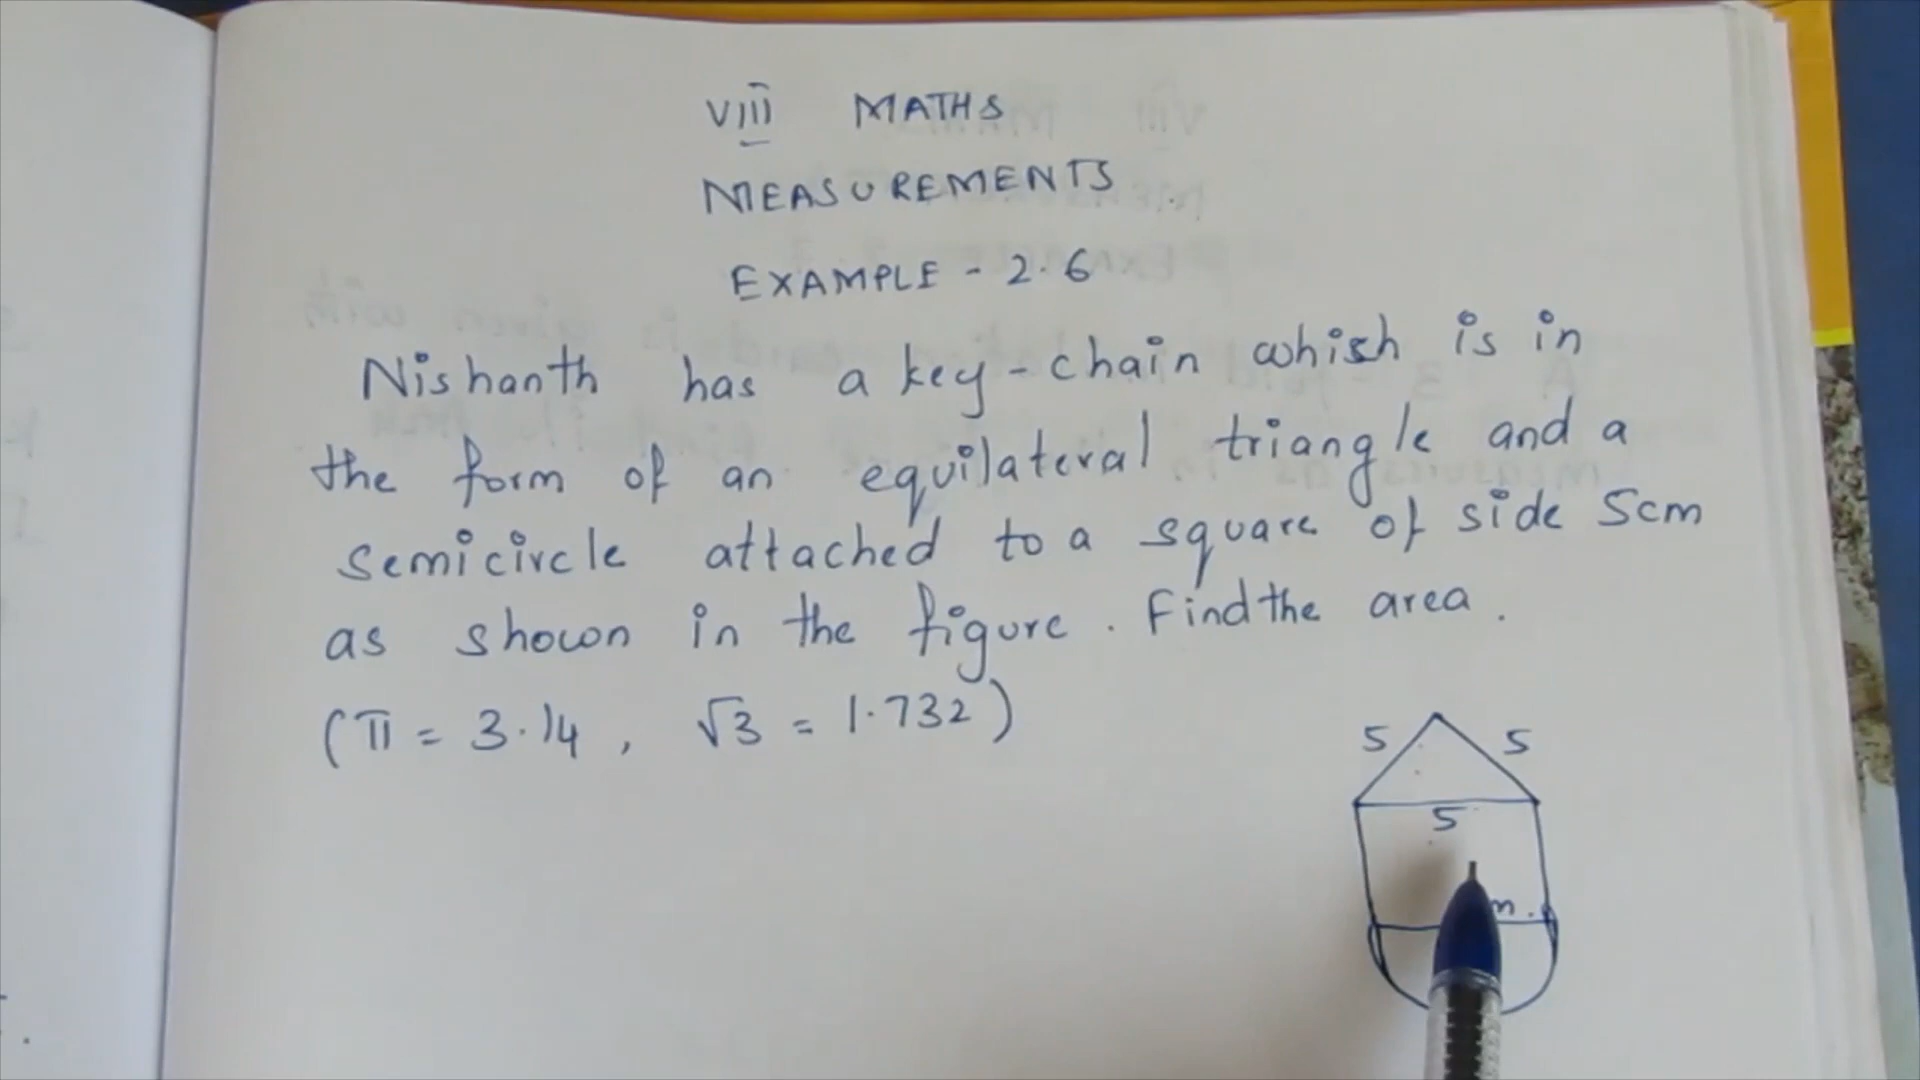 VIII MATHS
MEASUREMENTS
EXAMPLE - 2.6
Nishanth has a key-chain which is in
the form of an equilateral triangle and a
semicircle attached to a square of side 5cm
as shown in the figure. Find the area.
(π = 3.14, √3 = 1.732)
5 5
5